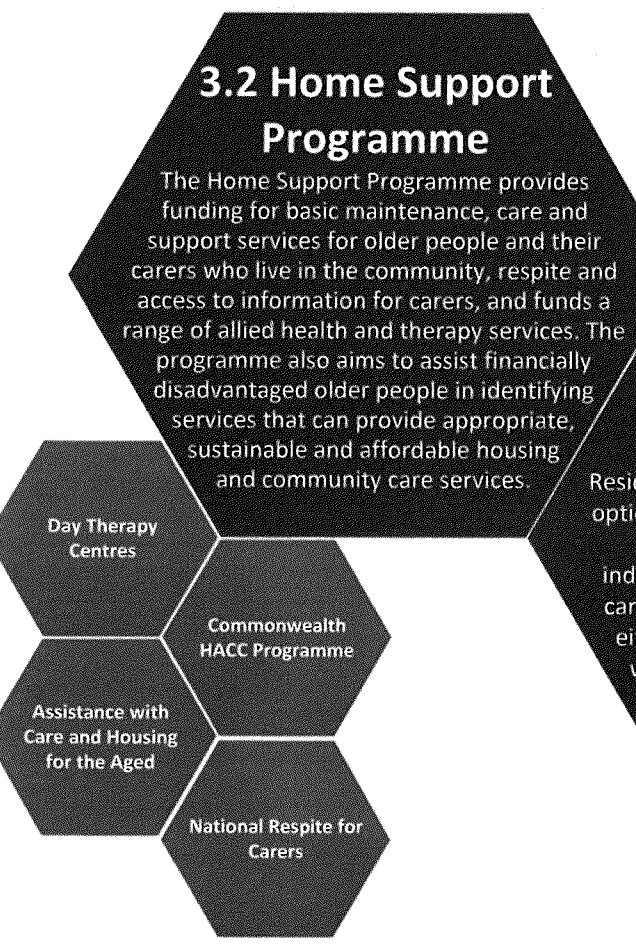 3.2 Home Support
Programme
The Home Support Programme provides
funding for basic maintenance, care and
support services for older people and their
carers who live in the community, respite and
access to information for carers, and funds a
range of allied health and therapy services. The
programme also aims to assist financially
disadvantaged older people in identifying
services that can provide appropriate,
sustainable and affordable housing
and community care services.
Day Therapy
Centres
Commonwealth
HACC Programme
Assistance with
Care and Housing
for the Aged
National Respite for
Carers